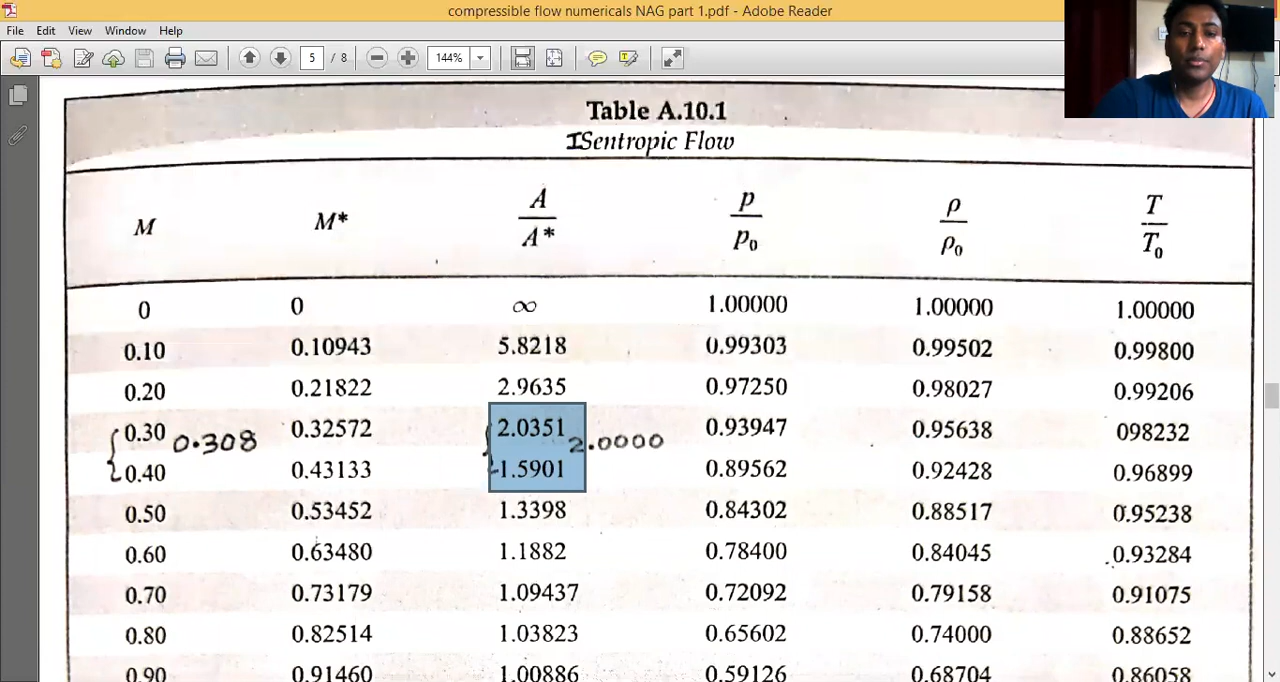 compressible flow numericals NAG part 1.pdf - Adobe Reader
File Edit View Window Help
5 / 8 144%
Table A.10.1
ISentropic Flow
M M* A/A* p/p₀ ρ/ρ₀ T/T₀
0 0 ∞ 1.00000 1.00000 1.00000
0.10 0.10943 5.8218 0.99303 0.99502 0.99800
0.20 0.21822 2.9635 0.97250 0.98027 0.99206
0.30 0.308 0.32572 2.0351 2.0000 0.93947 0.95638 098232
0.40 0.43133 1.5901 0.89562 0.92428 0.96899
0.50 0.53452 1.3398 0.84302 0.88517 0.95238
0.60 0.63480 1.1882 0.78400 0.84045 0.93284
0.70 0.73179 1.09437 0.72092 0.79158 0.91075
0.80 0.82514 1.03823 0.65602 0.74000 0.88652
0.90 0.91460 1.00886 0.59126 0.68704 0.86058